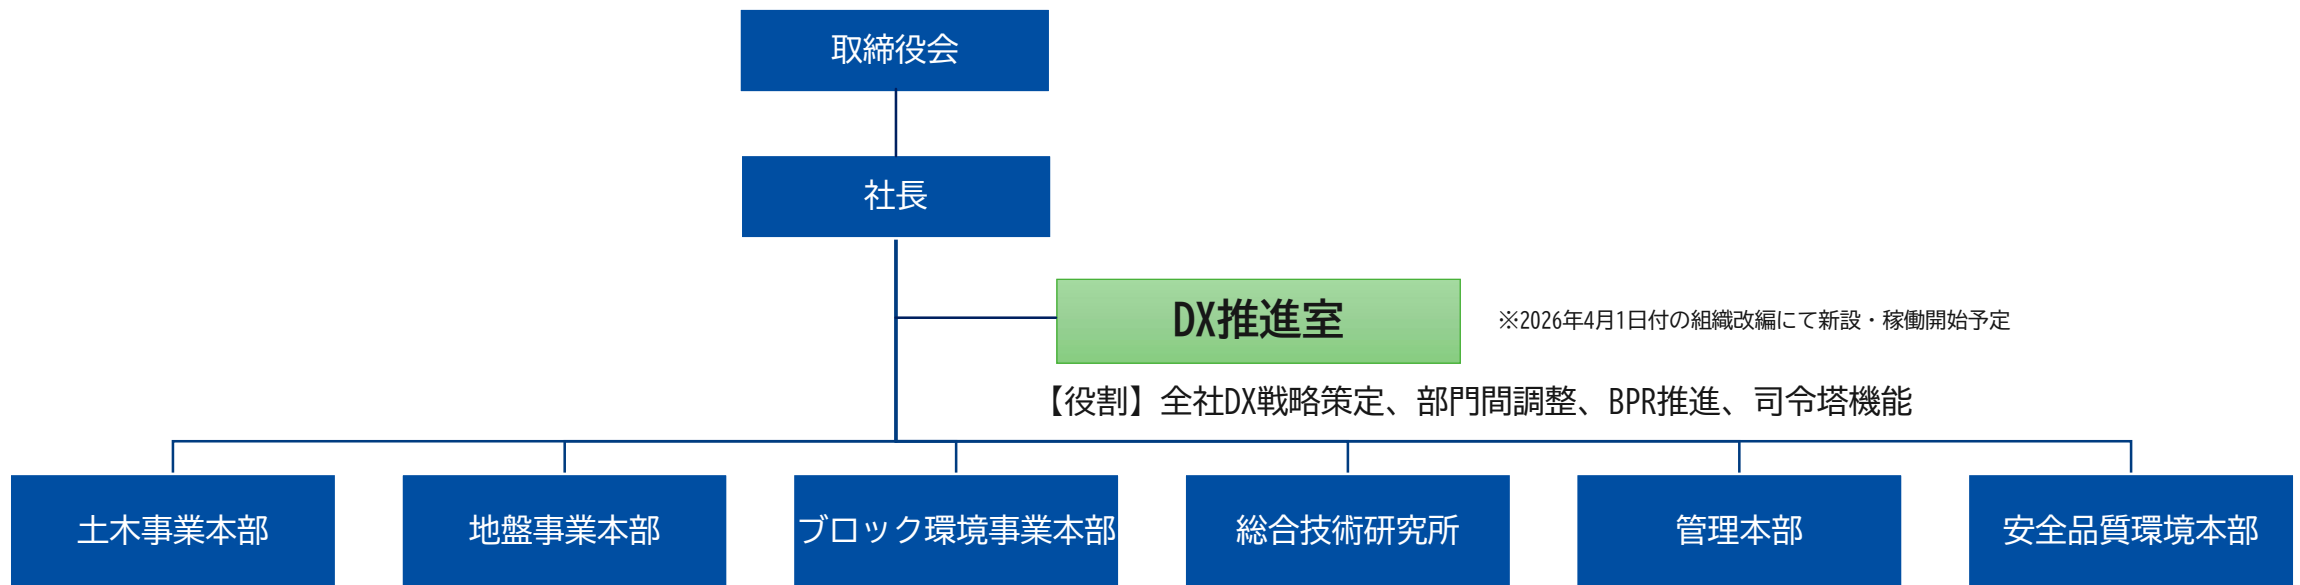 取締役会
社長
DX推進室
※2026年4月1日付の組織改編にて新設・稼働開始予定
【役割】全社DX戦略策定、部門間調整、BPR推進、司令塔機能
土木事業本部
地盤事業本部
ブロック環境事業本部
総合技術研究所
管理本部
安全品質環境本部